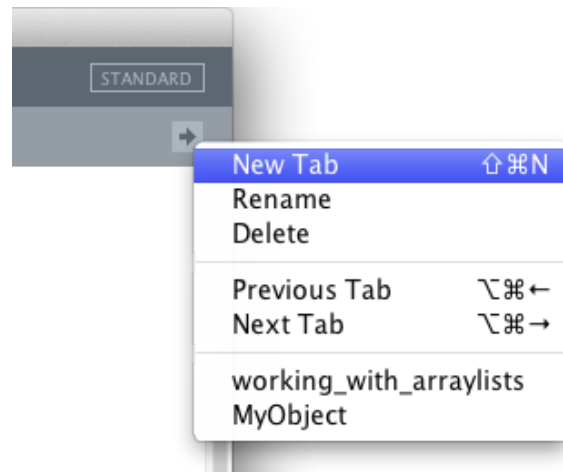 STANDARD
New Tab ⇧⌘N
Rename
Delete
Previous Tab ⌥⌘←
Next Tab ⌥⌘→
working_with_arraylists
MyObject